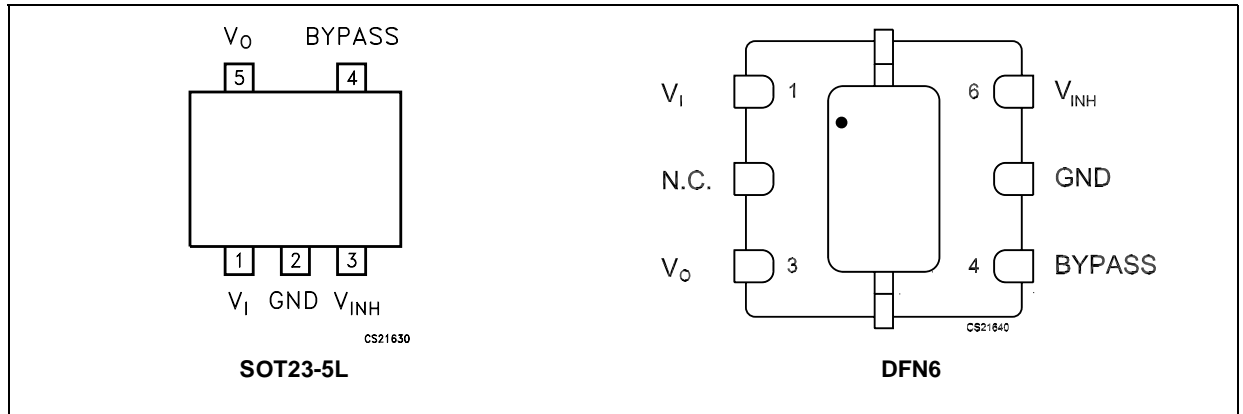 V_O BYPASS
5 4
1 2 3
V_I GND V_INH
CS21630
SOT23-5L
V_I 1 6 V_INH
N.C. GND
V_O 3 4 BYPASS
CS21640
DFN6